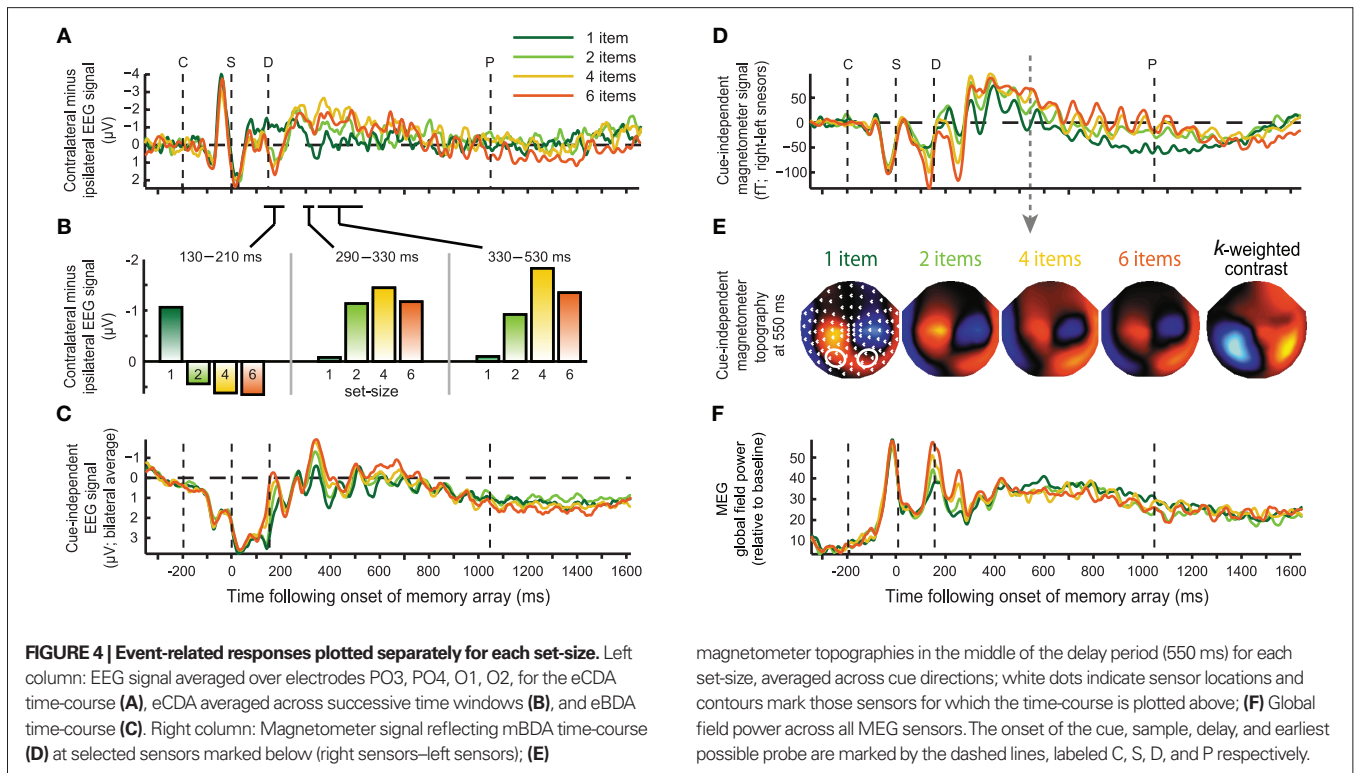 A
C S D P
1 item
2 items
4 items
6 items
Contralateral minus
ipsilateral EEG signal
(μV)
−4
−3
−2
−1
0
1
2
B
130−210 ms 290−330 ms 330−530 ms
Contralateral minus
ipsilateral EEG signal
(μV)
-2
-1
0
1 2 4 6 1 2 4 6 1 2 4 6
set-size
C
Cue-independent
EEG signal
(μV; bilateral average)
-1
0
1
2
3
-200 0 200 400 600 800 1000 1200 1400 1600
Time following onset of memory array (ms)
D
C S D P
Cue-independent
magnetometer signal
(fT; right-left snesors)
50
0
−50
−100
E
1 item 2 items 4 items 6 items k-weighted
contrast
Cue-independent
magnetometer
topography
at 550 ms
F
MEG
global field power
(relative to baseline)
50
40
30
20
10
-200 0 200 400 600 800 1000 1200 1400 1600
Time following onset of memory array (ms)
FIGURE 4 | Event-related responses plotted separately for each set-size. Left
column: EEG signal averaged over electrodes PO3, PO4, O1, O2, for the eCDA
time-course (A), eCDA averaged across successive time windows (B), and eBDA
time-course (C). Right column: Magnetometer signal reflecting mBDA time-course
(D) at selected sensors marked below (right sensors–left sensors); (E)
magnetometer topographies in the middle of the delay period (550 ms) for each
set-size, averaged across cue directions; white dots indicate sensor locations and
contours mark those sensors for which the time-course is plotted above; (F) Global
field power across all MEG sensors. The onset of the cue, sample, delay, and earliest
possible probe are marked by the dashed lines, labeled C, S, D, and P respectively.